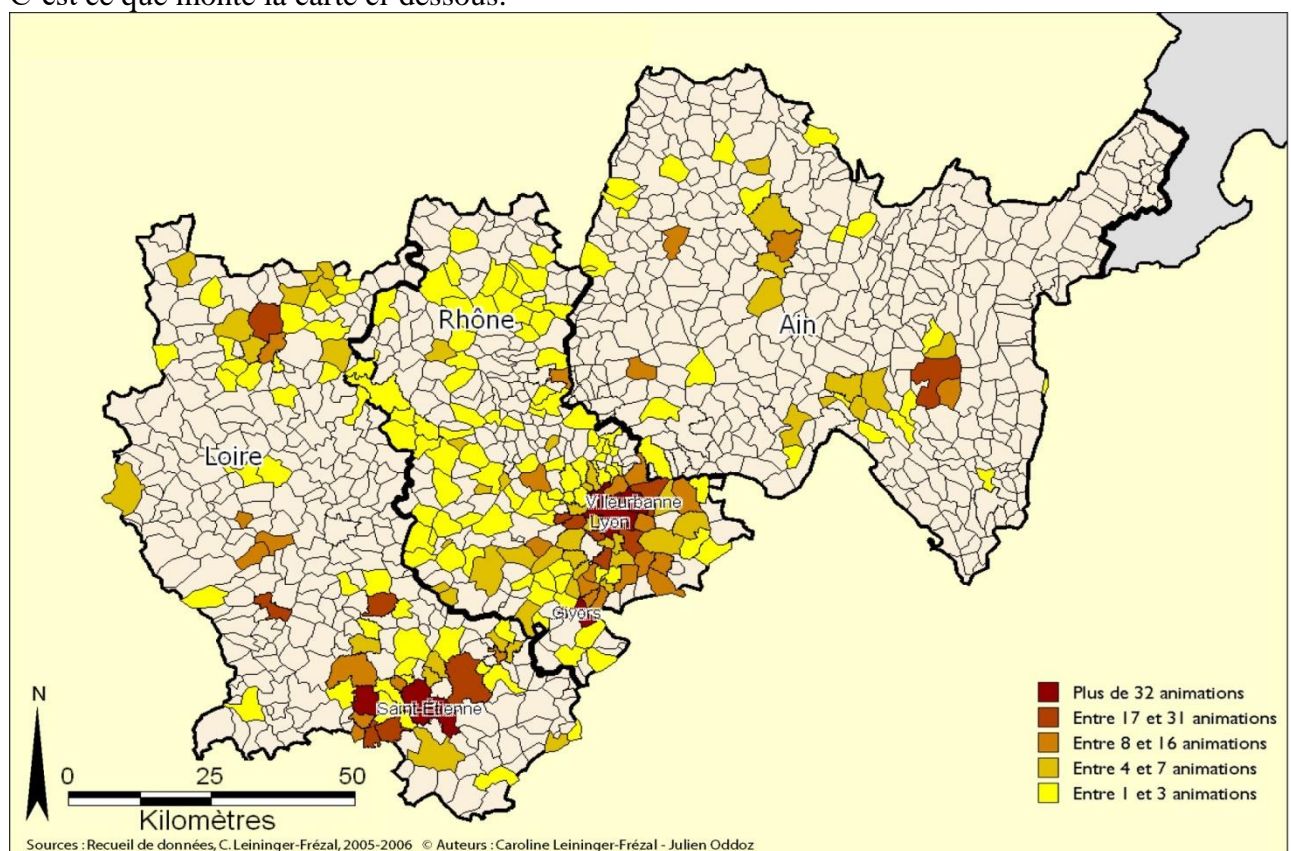 C'est ce que monte la carte ci-dessous.
Rhône
Ain
Loire
Villeurbanne
Lyon
Givors
Saint-Étienne
N
0 25 50
Kilomètres
Plus de 32 animations
Entre 17 et 31 animations
Entre 8 et 16 animations
Entre 4 et 7 animations
Entre 1 et 3 animations
Sources : Recueil de données, C. Leininger-Frézal, 2005-2006 © Auteurs : Caroline Leininger-Frézal - Julien Oddoz